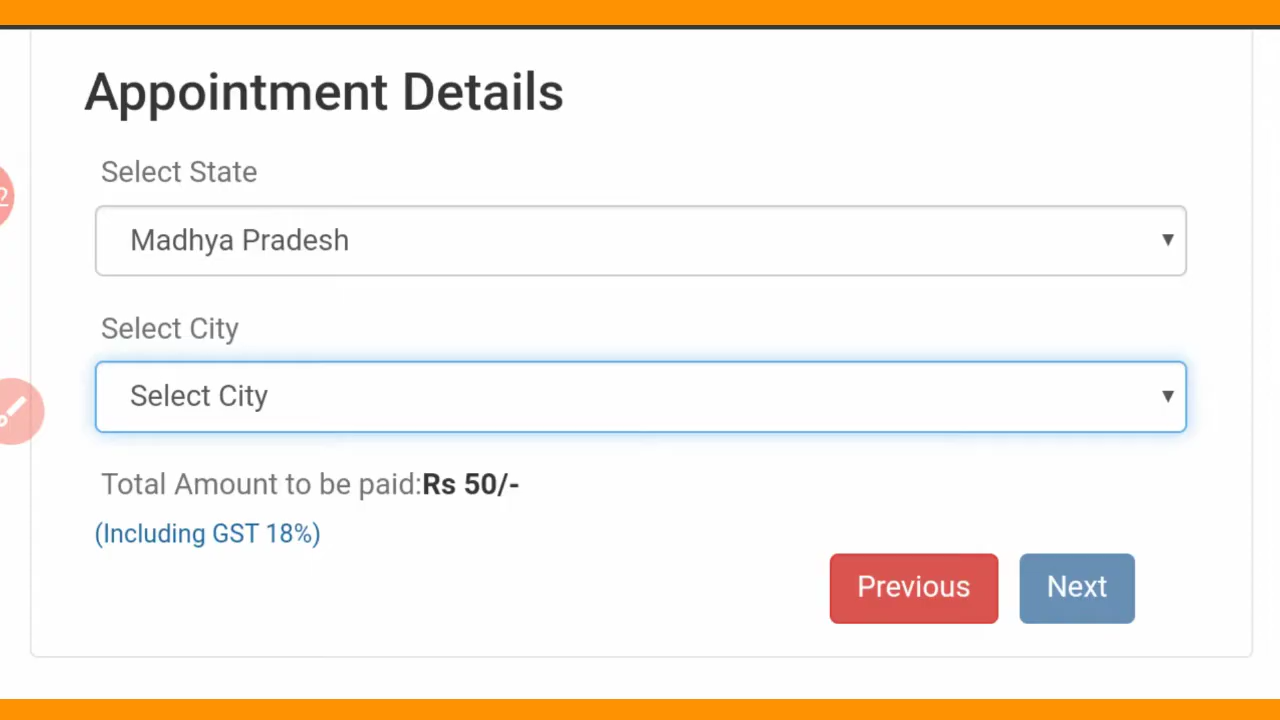 Appointment Details
Select State
Madhya Pradesh
Select City
Select City
Total Amount to be paid:Rs 50/-
(Including GST 18%)
Previous Next